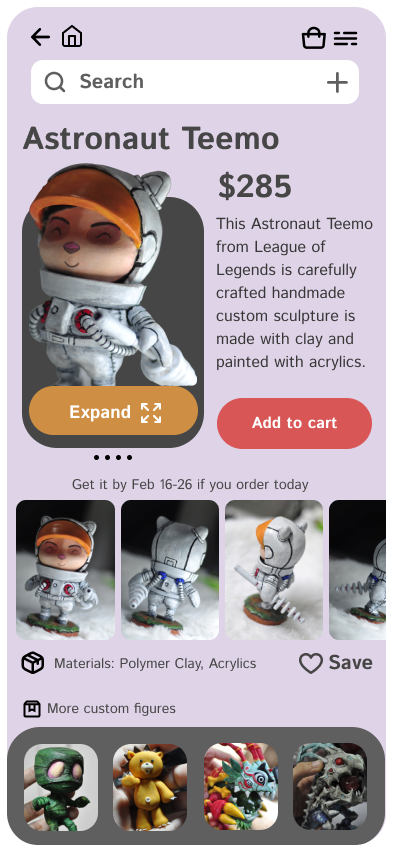 Search
Astronaut Teemo
$285
This Astronaut Teemo
from League of
Legends is carefully
crafted handmade
custom sculpture is
made with clay and
painted with acrylics.
Expand
Add to cart
Get it by Feb 16-26 if you order today
Materials: Polymer Clay, Acrylics
Save
More custom figures